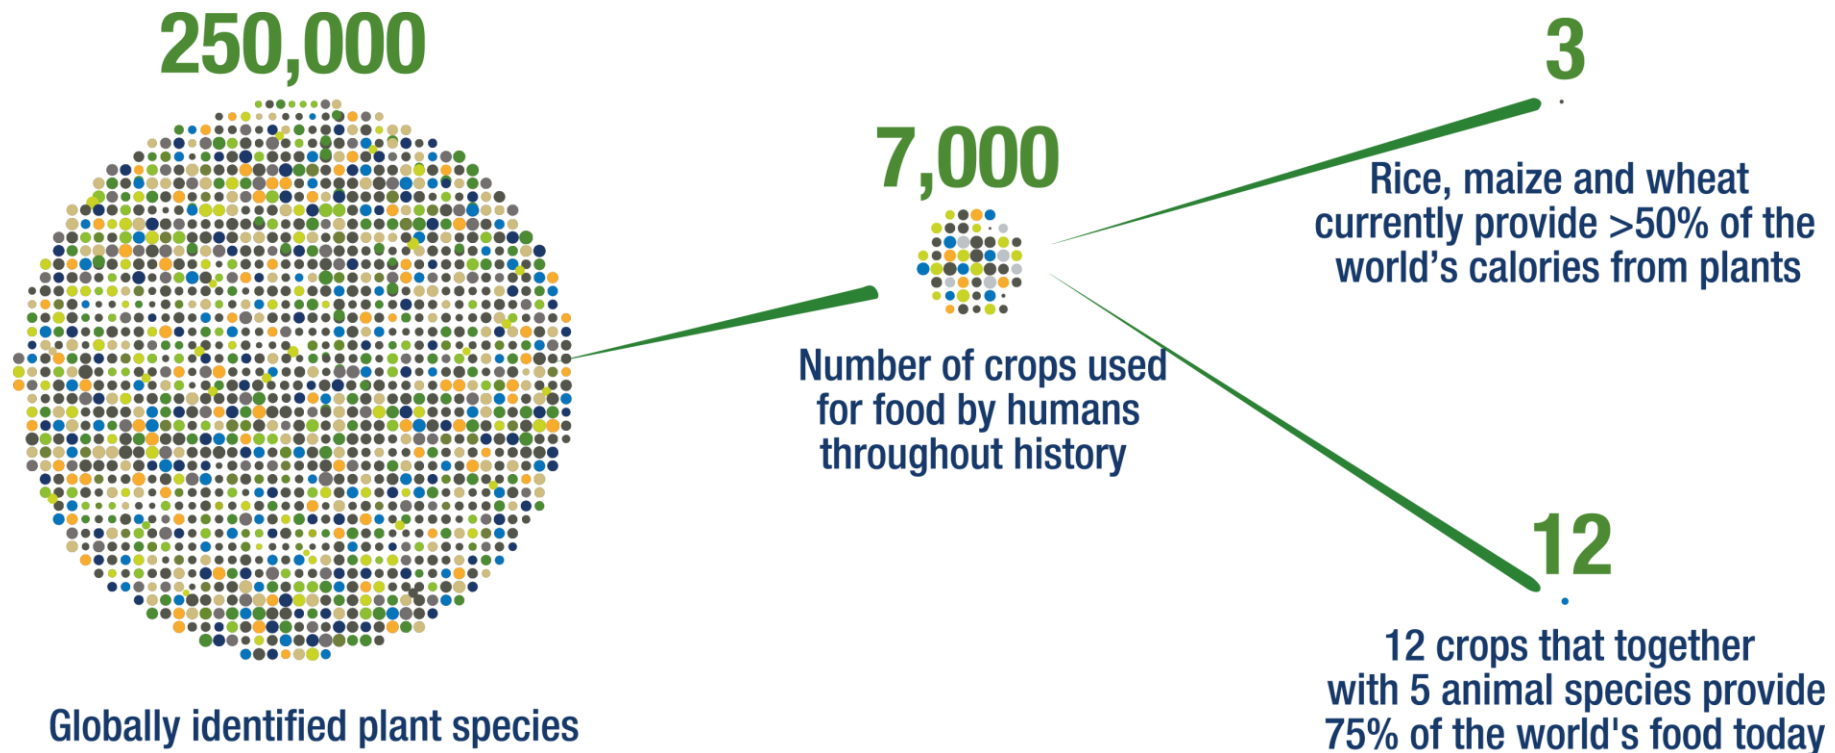 250,000
Globally identified plant species
7,000
Number of crops used
for food by humans
throughout history
3
Rice, maize and wheat
currently provide >50% of the
world’s calories from plants
12
12 crops that together
with 5 animal species provide
75% of the world's food today